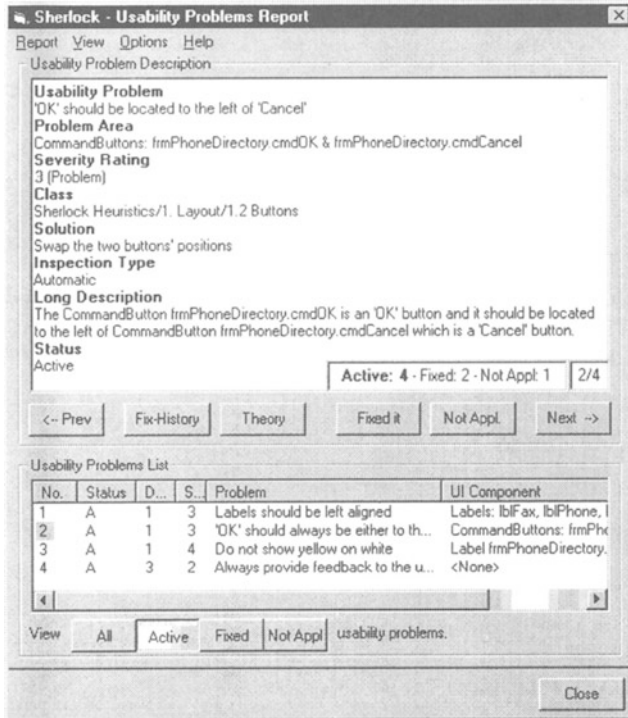 Sherlock - Usability Problems Report
Report View Options Help
Usability Problem Description
Usability Problem
'OK' should be located to the left of 'Cancel'
Problem Area
CommandButtons: frmPhoneDirectory.cmdOK & frmPhoneDirectory.cmdCancel
Severity Rating
3 (Problem)
Class
Sherlock Heuristics/1. Layout/1.2 Buttons
Solution
Swap the two buttons' positions
Inspection Type
Automatic
Long Description
The CommandButton frmPhoneDirectory.cmdOK is an 'OK' button and it should be located
to the left of CommandButton frmPhoneDirectory.cmdCancel which is a 'Cancel' button.
Status
Active
Active: 4 - Fixed: 2 - Not Appl: 1 2/4
<-- Prev Fix-History Theory Fixed it Not Appl. Next -->
Usability Problems List
No. Status D... S... Problem UI Component
1 A 1 3 Labels should be left aligned Labels: lblFax, lblPhone, l
2 A 1 3 'OK' should always be either to th... CommandButtons: frmPho
3 A 1 4 Do not show yellow on white Label frmPhoneDirectory.
4 A 3 2 Always provide feedback to the u... <None>
View All Active Fixed Not Appl usability problems.
Close